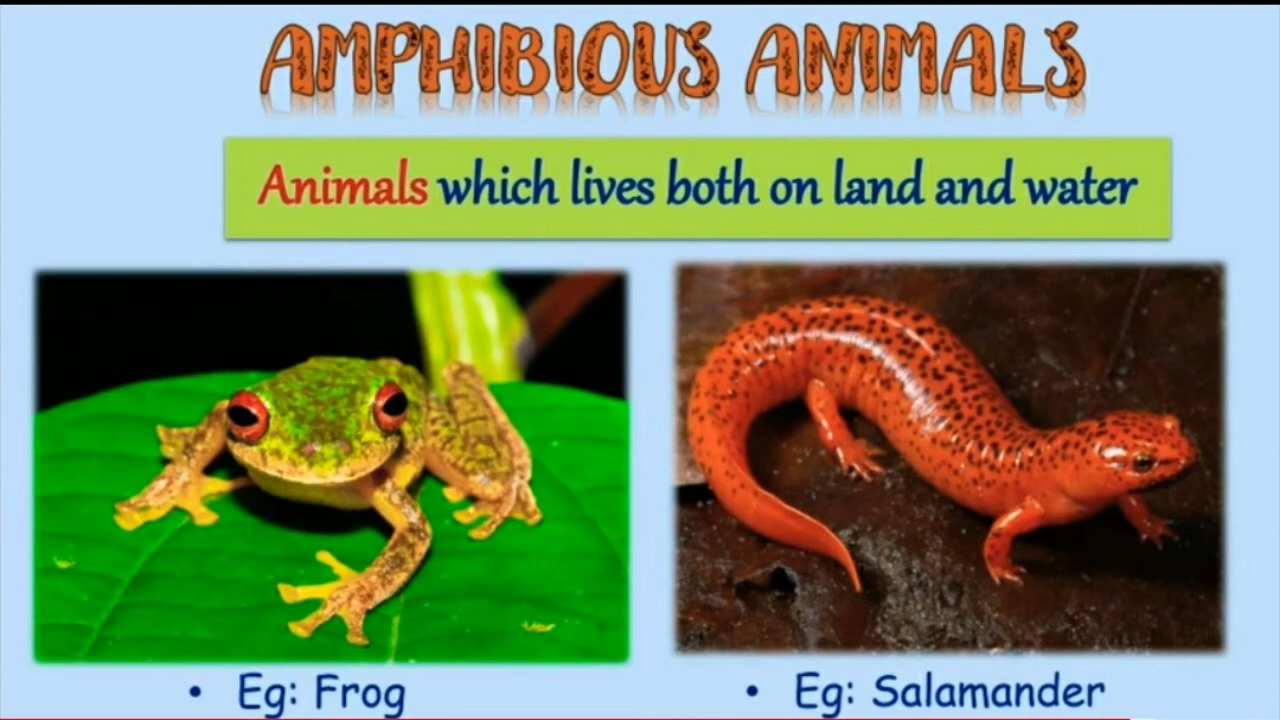 AMPHIBIOUS ANIMALS
Animals which lives both on land and water
• Eg: Frog
• Eg: Salamander